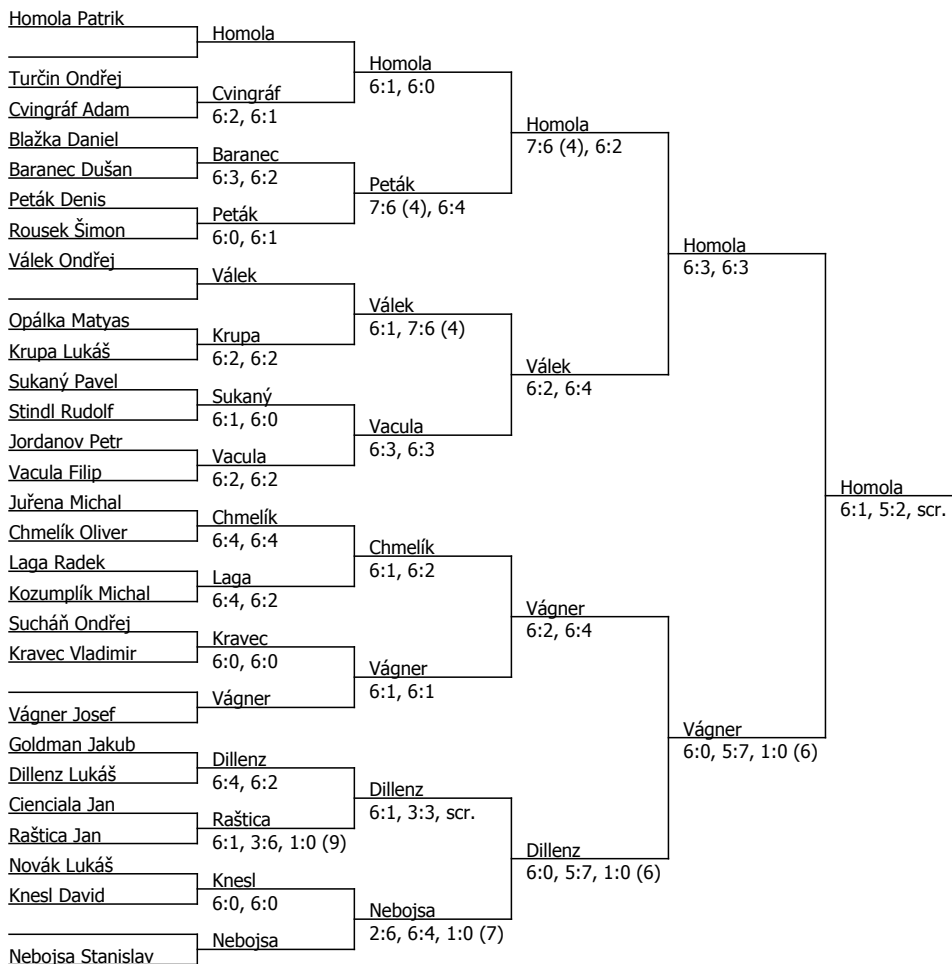 Homola Patrik
Turčin Ondřej
Cvingráf Adam
Blažka Daniel
Baranec Dušan
Peták Denis
Rousek Šimon
Válek Ondřej
Opálka Matyas
Krupa Lukáš
Sukaný Pavel
Stindl Rudolf
Jordanov Petr
Vacula Filip
Juřena Michal
Chmelík Oliver
Laga Radek
Kozumplík Michal
Sucháň Ondřej
Kravec Vladimir
Vágner Josef
Goldman Jakub
Dillenz Lukáš
Cienciala Jan
Raštica Jan
Novák Lukáš
Knesl David
Nebojsa Stanislav
Homola
Cvingráf
6:2, 6:1
Baranec
6:3, 6:2
Peták
6:0, 6:1
Válek
Krupa
6:2, 6:2
Sukaný
6:1, 6:0
Vacula
6:2, 6:2
Chmelík
6:4, 6:4
Laga
6:4, 6:2
Kravec
6:0, 6:0
Vágner
Dillenz
6:4, 6:2
Raštica
6:1, 3:6, 1:0 (9)
Knesl
6:0, 6:0
Nebojsa
Homola
6:1, 6:0
Peták
7:6 (4), 6:4
Válek
6:1, 7:6 (4)
Vacula
6:3, 6:3
Chmelík
6:1, 6:2
Vágner
6:1, 6:1
Dillenz
6:1, 3:3, scr.
Nebojsa
2:6, 6:4, 1:0 (7)
Homola
7:6 (4), 6:2
Válek
6:2, 6:4
Vágner
6:2, 6:4
Dillenz
6:0, 5:7, 1:0 (6)
Homola
6:3, 6:3
Vágner
6:0, 5:7, 1:0 (6)
Homola
6:1, 5:2, scr.